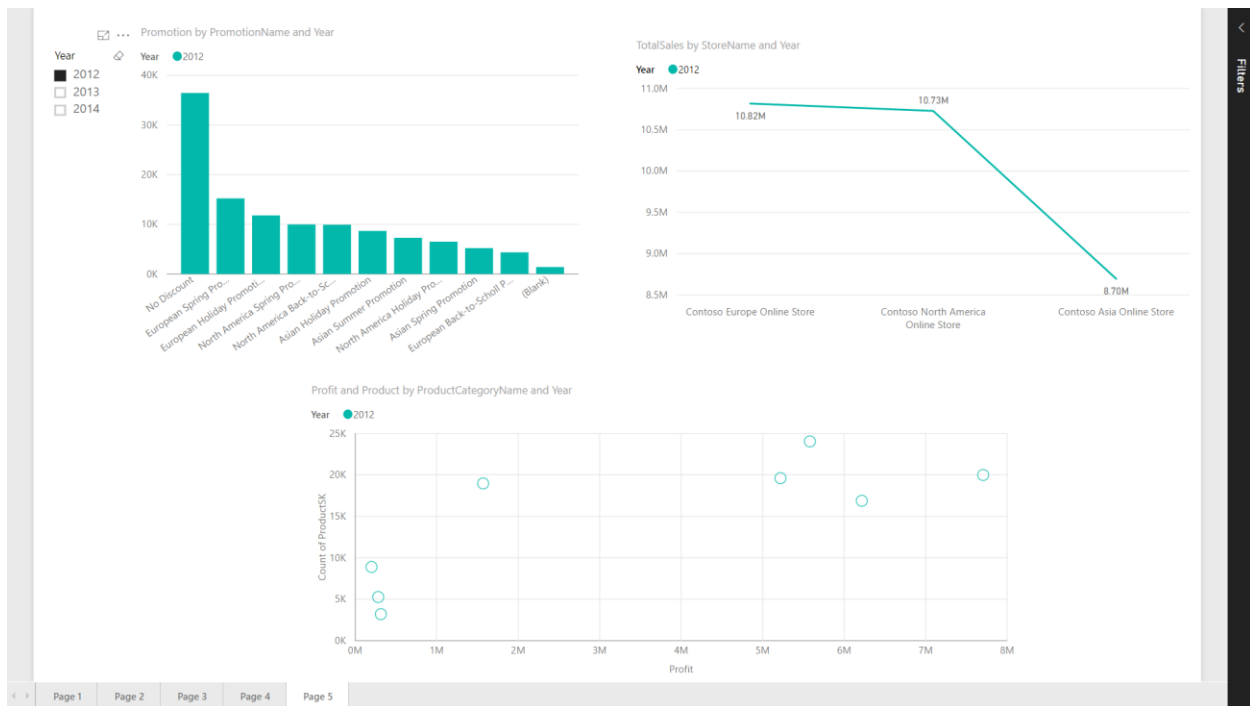 Promotion by PromotionName and Year
Year
2012
2013
2014
Year 2012
40K
30K
20K
10K
0K
No Discount
European Spring Pro...
European Holiday Promoti...
North America Spring Pro...
North America Back-to-Sc...
Asian Holiday Promotion
Asian Summer Promotion
North America Holiday Pro...
Asian Spring Promotion
European Back-to-Scholl P...
(Blank)
TotalSales by StoreName and Year
Year 2012
11.0M
10.5M
10.0M
9.5M
9.0M
8.5M
10.82M
10.73M
8.70M
Contoso Europe Online Store
Contoso North America
Online Store
Contoso Asia Online Store
Filters
Profit and Product by ProductCategoryName and Year
Year 2012
Count of ProductSK
25K
20K
15K
10K
5K
0K
0M 1M 2M 3M 4M 5M 6M 7M 8M
Profit
Page 1 Page 2 Page 3 Page 4 Page 5